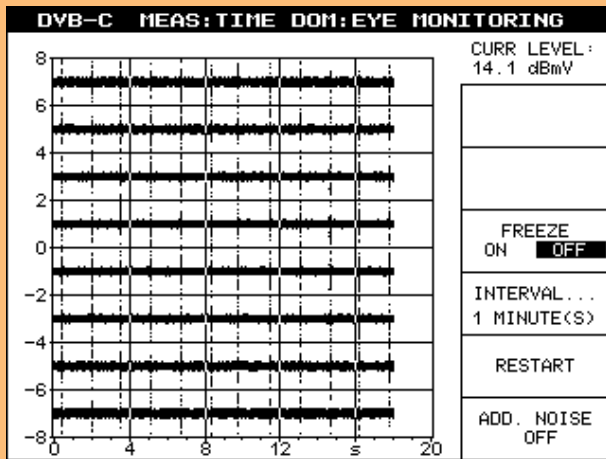 DVB-C MEAS:TIME DOM:EYE MONITORING
CURR LEVEL:
14.1 dBmV
8
6
4
2
0
-2
-4
-6
-8
0 4 8 12 s 20
FREEZE
ON OFF
INTERVAL...
1 MINUTE(S)
RESTART
ADD. NOISE
OFF